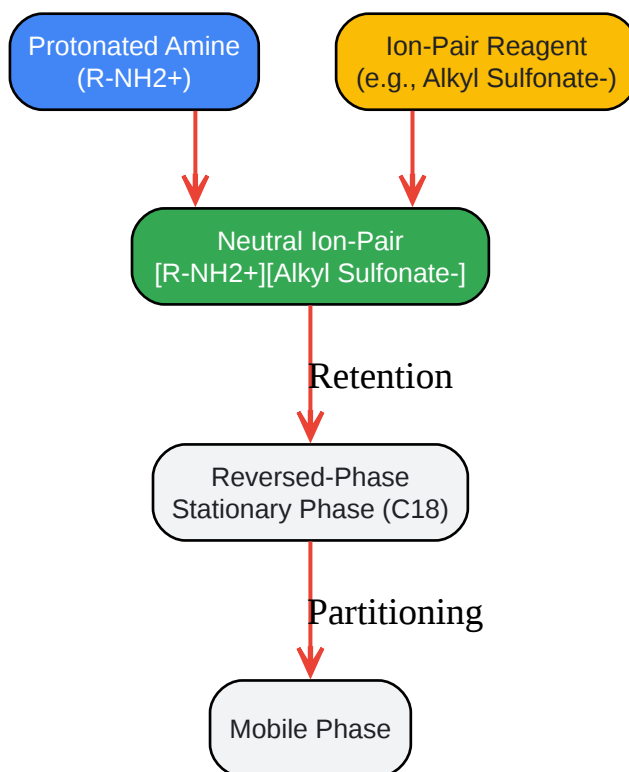 Protonated Amine
(R-NH2+)
Ion-Pair Reagent
(e.g., Alkyl Sulfonate-)
Neutral Ion-Pair
[R-NH2+][Alkyl Sulfonate-]
Retention
Reversed-Phase
Stationary Phase (C18)
Partitioning
Mobile Phase